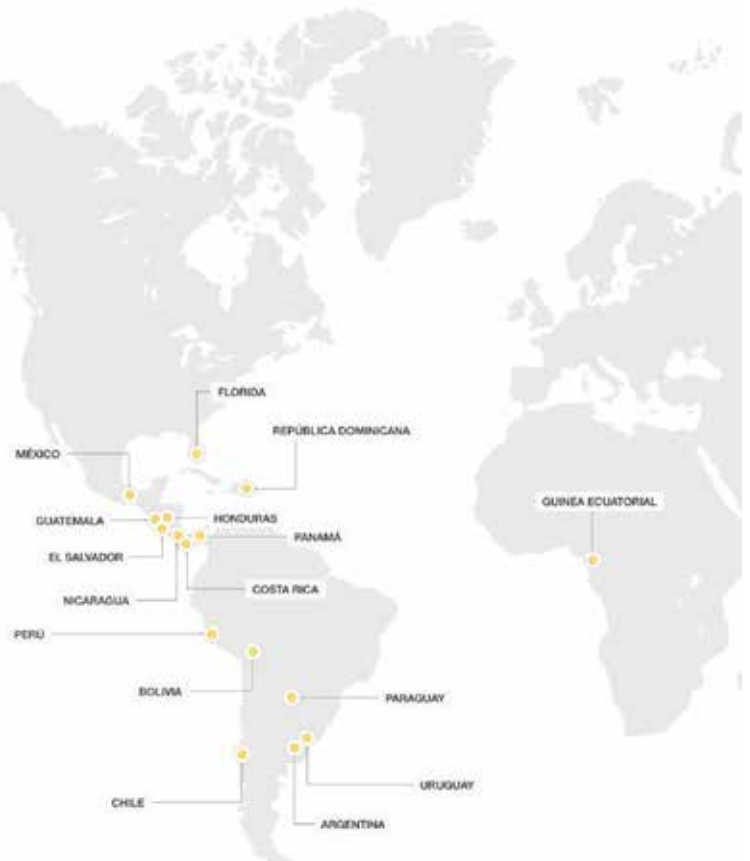 FLORIDA
REPÚBLICA DOMINICANA
MÉXICO
GUINEA ECUATORIAL
GUATEMALA
HONDURAS
PANAMÁ
EL SALVADOR
COSTA RICA
NICARAGUA
PERÚ
BOLIVIA
PARAGUAY
URUGUAY
CHILE
ARGENTINA